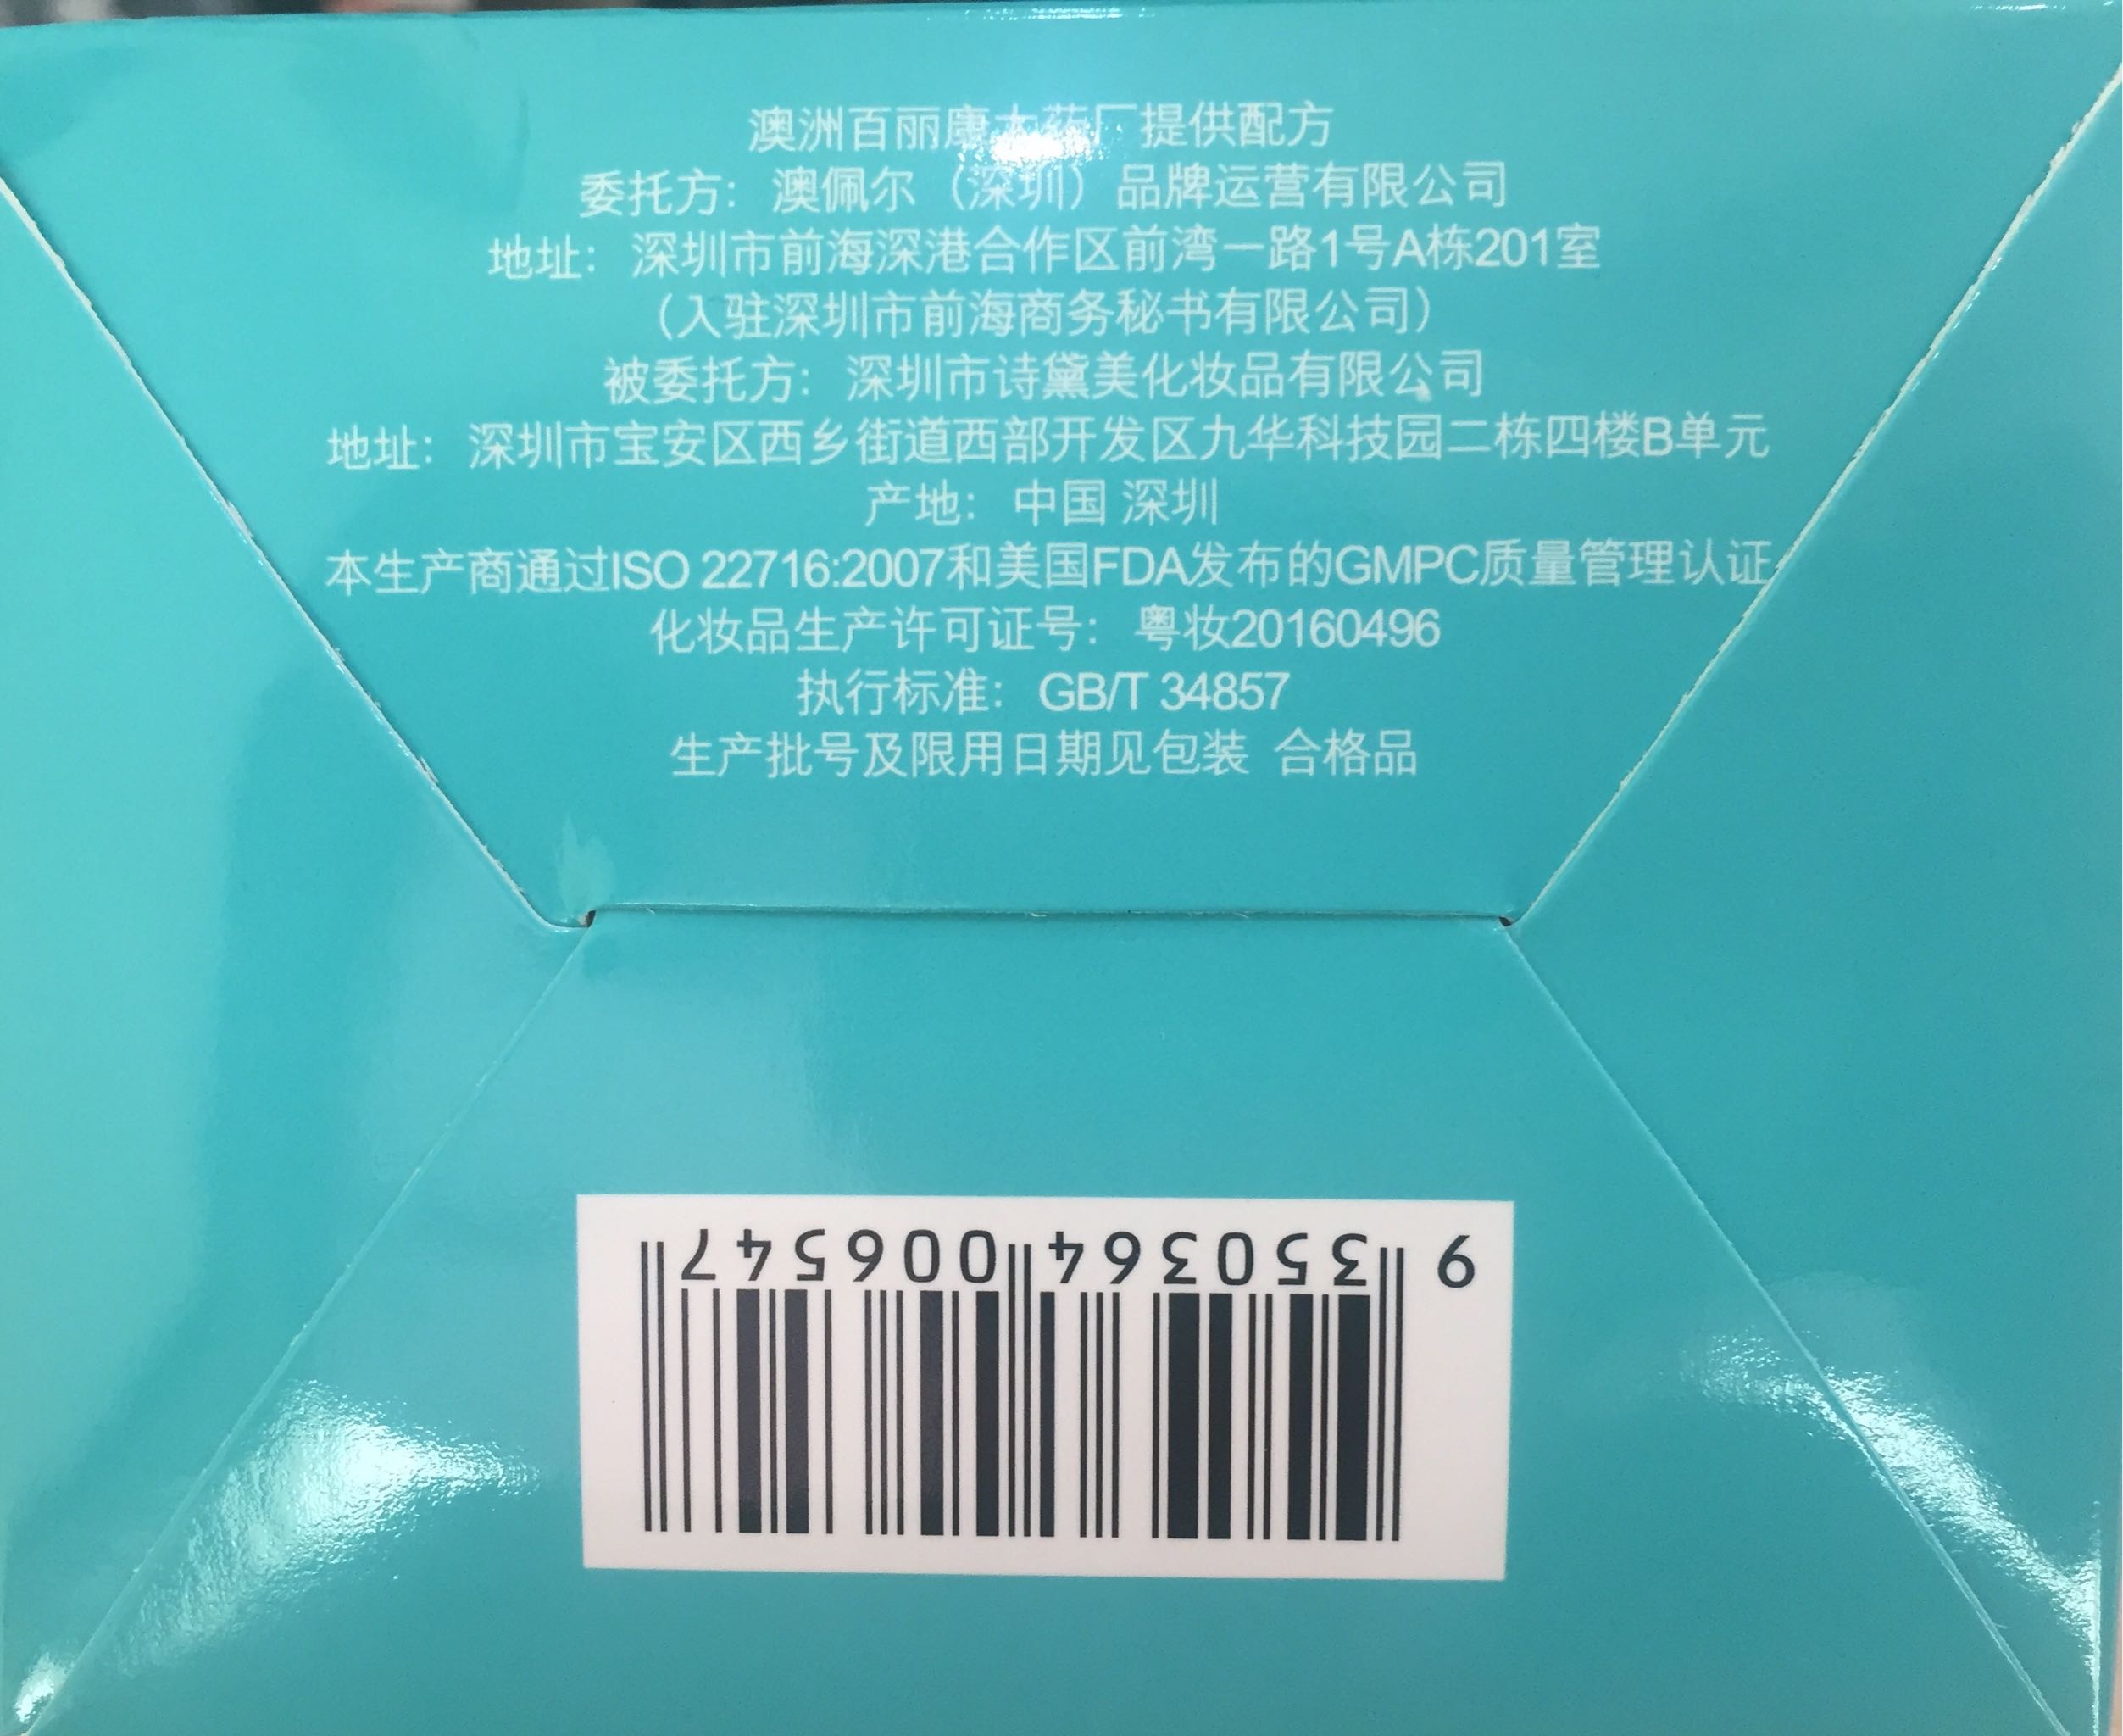 澳洲百丽康大药厂提供配方
委托方：澳佩尔（深圳）品牌运营有限公司
地址：深圳市前海深港合作区前湾一路1号A栋201室
（入驻深圳市前海商务秘书有限公司）
被委托方：深圳市诗黛美化妆品有限公司
地址：深圳市宝安区西乡街道西部开发区九华科技园二栋四楼B单元
产地：中国 深圳
本生产商通过ISO 22716:2007和美国FDA发布的GMPC质量管理认证
化妆品生产许可证号：粤妆20160496
执行标准：GB/T 34857
生产批号及限用日期见包装 合格品
9 350364 006547